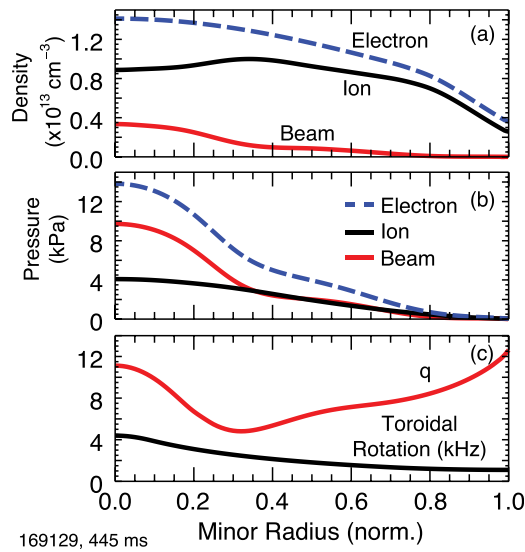 1.2
0.8
0.4
0.0
Density
(x10¹³ cm⁻³)
(a)
Electron
Ion
Beam
12
8
4
0
Pressure
(kPa)
(b)
Electron
Ion
Beam
12
8
4
0
(c)
q
Toroidal
Rotation (kHz)
0.0 0.2 0.4 0.6 0.8 1.0
Minor Radius (norm.)
169129, 445 ms